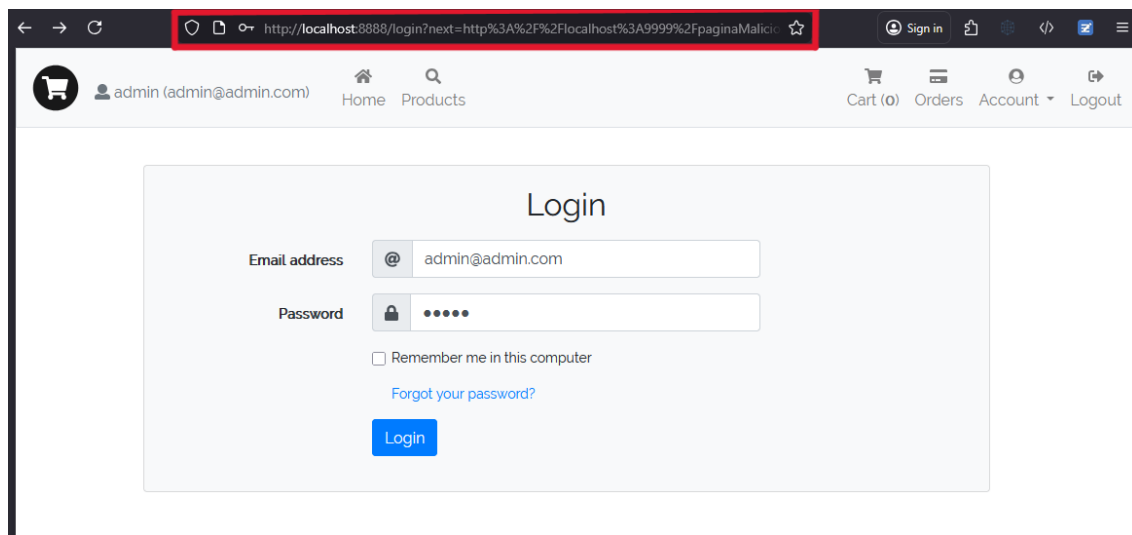 http://localhost:8888/login?next=http%3A%2F%2Flocalhost%3A9999%2FpaginaMalicio
Sign in
admin (admin@admin.com)
Home
Products
Cart (0)
Orders
Account
Logout
Login
Email address
@
admin@admin.com
Password
•••••
Remember me in this computer
Forgot your password?
Login